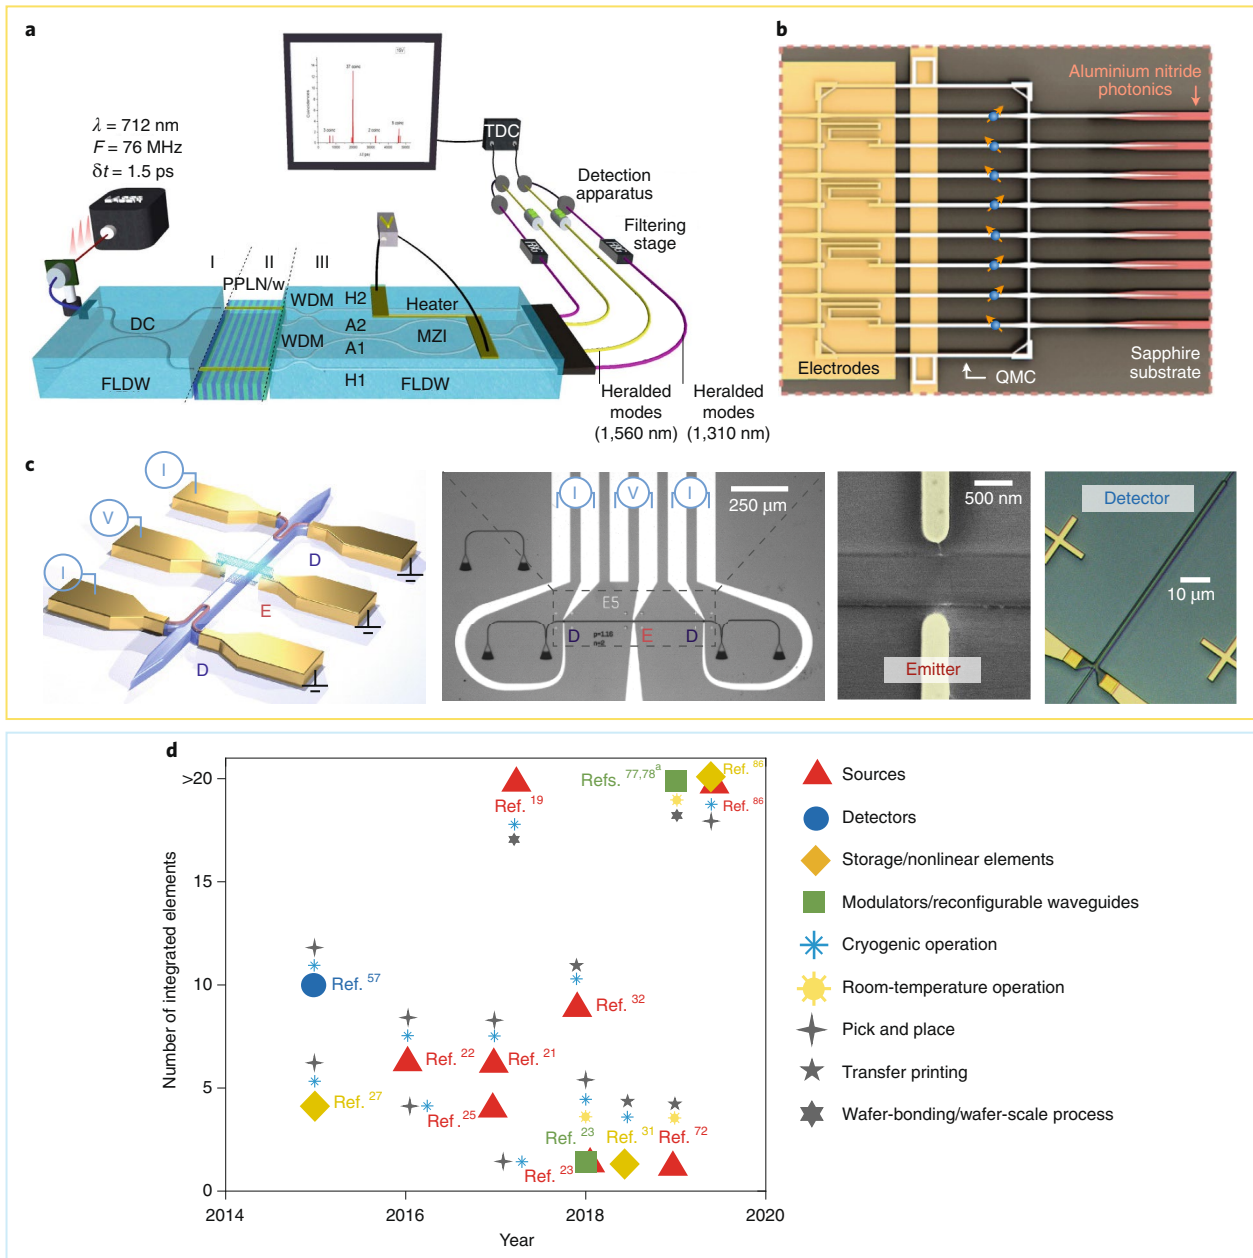 a
λ = 712 nm
F = 76 MHz
δt = 1.5 ps
TDC
Detection
apparatus
Filtering
stage
I
II
III
PPLN/w
WDM
H2
Heater
DC
A2
WDM
MZI
A1
FLDW
H1
FLDW
V
Heralded
modes
(1,560 nm)
Heralded
modes
(1,310 nm)
b
Aluminium nitride
photonics
Electrodes
QMC
Sapphire
substrate
c
I
V
I
D
E
D
I
V
I
250 µm
E5
D
E
D
500 nm
Emitter
Detector
10 µm
d
>20
15
10
5
0
Number of integrated elements
2014
2016
2018
2020
Year
Ref. 19
Refs. 77,78a
Ref. 86
Ref. 86
Ref. 57
Ref. 32
Ref. 22
Ref. 21
Ref. 27
Ref. 25
Ref. 23
Ref. 31
Ref. 72
Ref. 23
Sources
Detectors
Storage/nonlinear elements
Modulators/reconfigurable waveguides
Cryogenic operation
Room-temperature operation
Pick and place
Transfer printing
Wafer-bonding/wafer-scale process